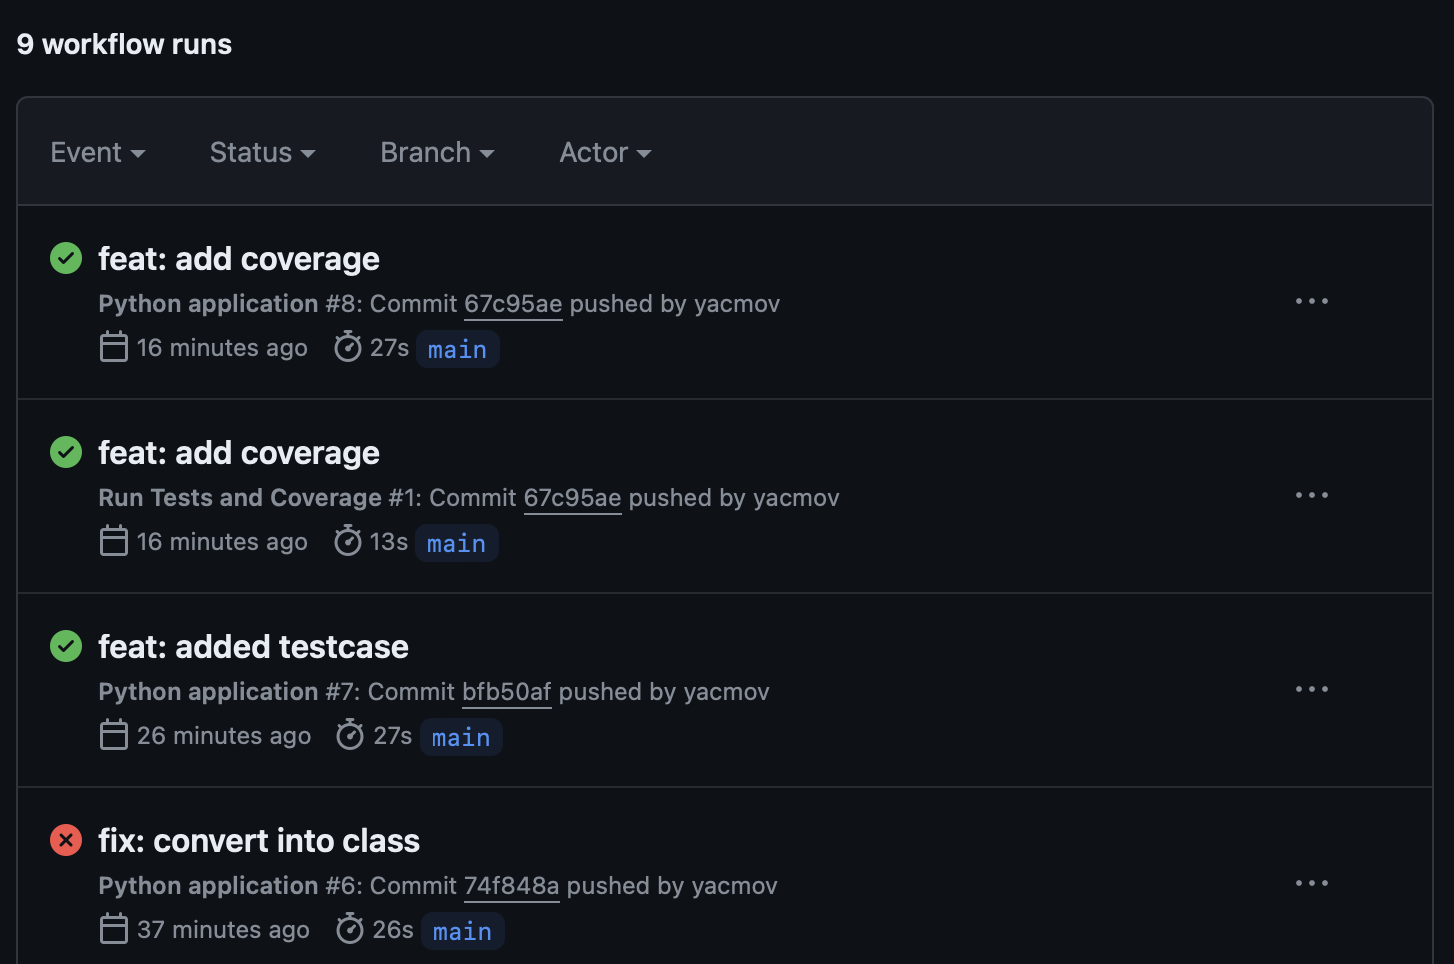 9 workflow runs
Event Status Branch Actor
feat: add coverage
Python application #8: Commit 67c95ae pushed by yacmov
16 minutes ago 27s main
feat: add coverage
Run Tests and Coverage #1: Commit 67c95ae pushed by yacmov
16 minutes ago 13s main
feat: added testcase
Python application #7: Commit bfb50af pushed by yacmov
26 minutes ago 27s main
fix: convert into class
Python application #6: Commit 74f848a pushed by yacmov
37 minutes ago 26s main